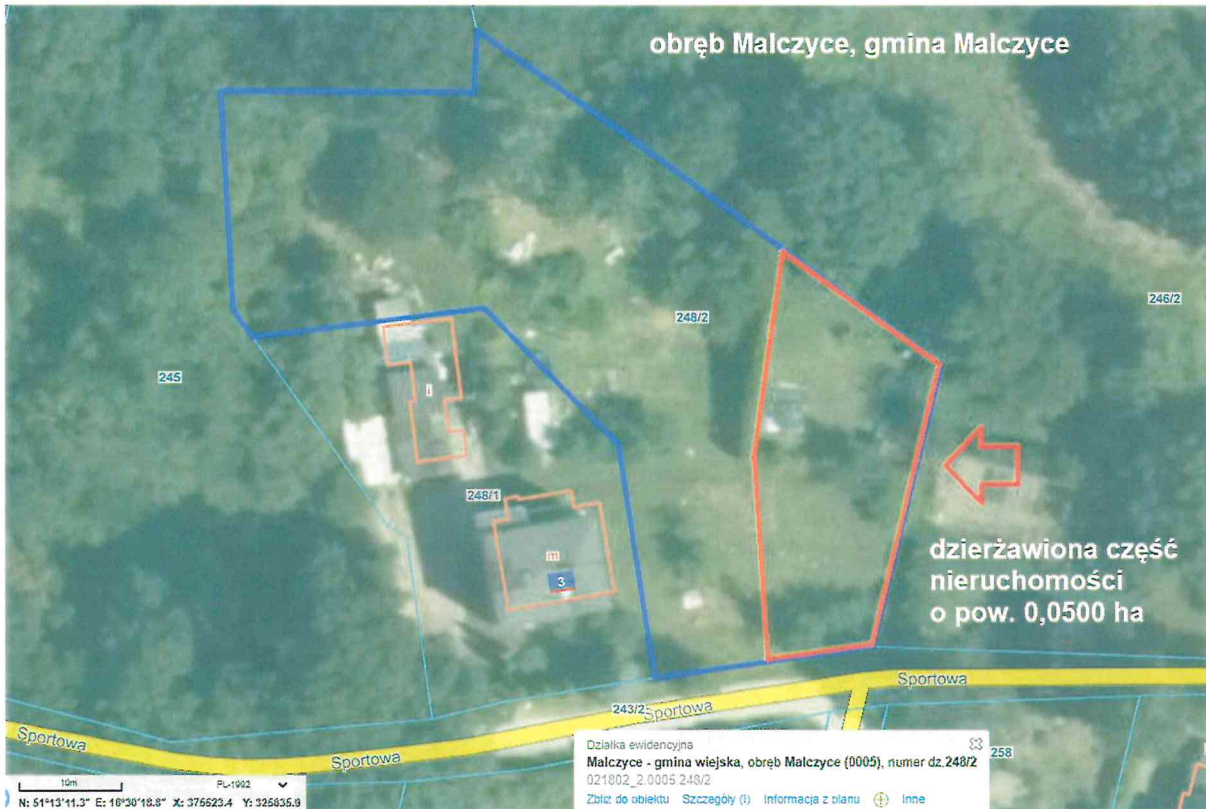 obręb Malczyce, gmina Malczyce
246/2
248/2
245
i
248/1
m
3
dzierżawiona część
nieruchomości
o pow. 0,0500 ha
Sportowa
243/2
Sportowa
Sportowa
Sportowa
258
Działka ewidencyjna
Malczyce - gmina wiejska, obręb Malczyce (0005), numer dz.248/2
021802_2.0005.248/2
Zbliż do obiektu Szczegóły (i) Informacja z planu Inne
10m
PL-1992
N: 51°13'11.3" E: 16°30'18.8" X: 375523.4 Y: 325835.9